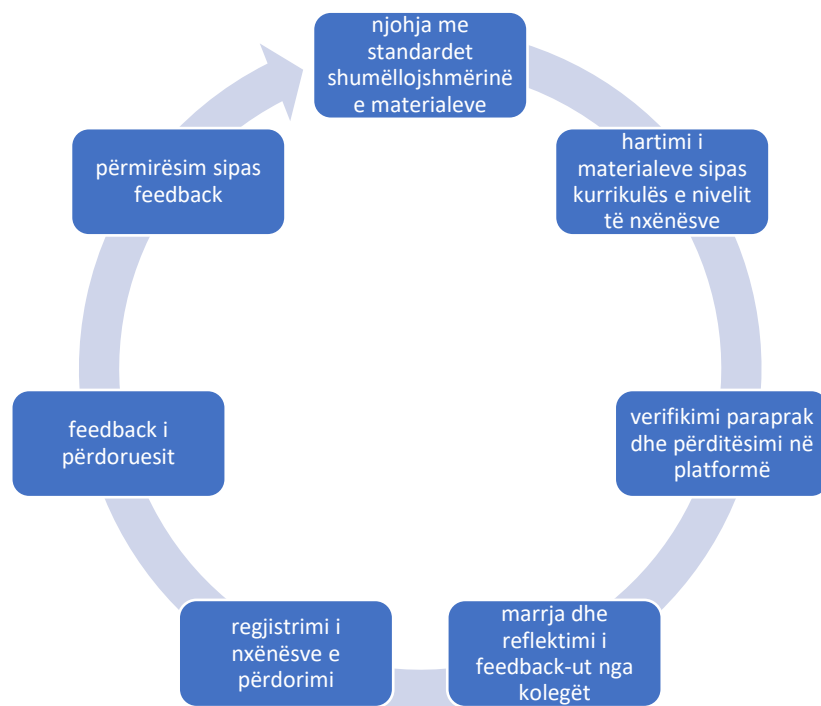 njohja me
standardet
shumëllojshmërinë
e materialeve
hartimi i
materialeve sipas
kurrikulës e nivelit
të nxënësve
verifikimi paraprak
dhe përditësimi në
platformë
marrja dhe
reflektimi i
feedback-ut nga
kolegët
regjistrimi i
nxënësve e
përdorimi
feedback i
përdoruesit
përmirësim sipas
feedback